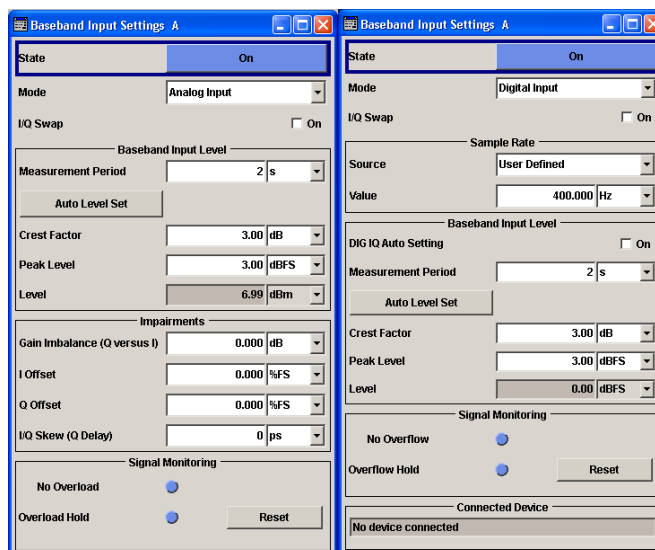 Baseband Input Settings A
State On
Mode Analog Input
I/Q Swap On
Baseband Input Level
Measurement Period 2 s
Auto Level Set
Crest Factor 3.00 dB
Peak Level 3.00 dBFS
Level 6.99 dBm
Impairments
Gain Imbalance (Q versus I) 0.000 dB
I Offset 0.000 %FS
Q Offset 0.000 %FS
I/Q Skew (Q Delay) 0 ps
Signal Monitoring
No Overload
Overload Hold Reset
Baseband Input Settings A
State On
Mode Digital Input
I/Q Swap On
Sample Rate
Source User Defined
Value 400.000 Hz
Baseband Input Level
DIG IQ Auto Setting On
Measurement Period 2 s
Auto Level Set
Crest Factor 3.00 dB
Peak Level 3.00 dBFS
Level 0.00 dBFS
Signal Monitoring
No Overflow
Overflow Hold Reset
Connected Device
No device connected